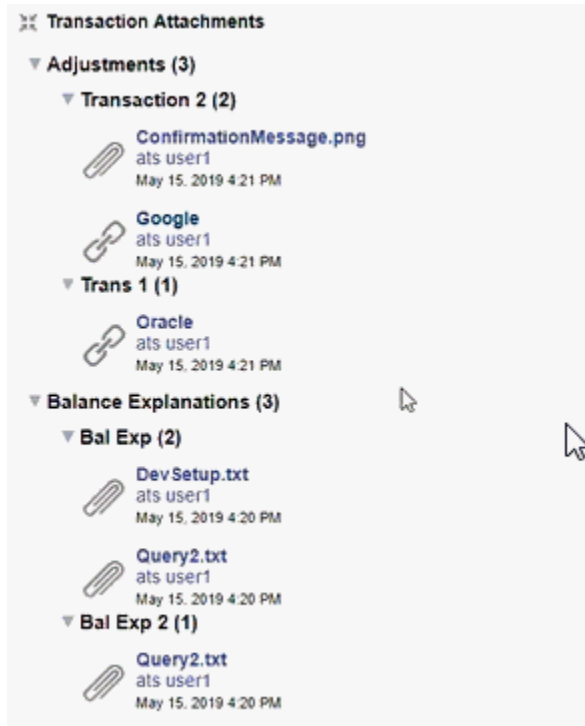 Transaction Attachments
Adjustments (3)
Transaction 2 (2)
ConfirmationMessage.png
ats user1
May 15, 2019 4:21 PM
Google
ats user1
May 15, 2019 4:21 PM
Trans 1 (1)
Oracle
ats user1
May 15, 2019 4:21 PM
Balance Explanations (3)
Bal Exp (2)
DevSetup.txt
ats user1
May 15, 2019 4:20 PM
Query2.txt
ats user1
May 15, 2019 4:20 PM
Bal Exp 2 (1)
Query2.txt
ats user1
May 15, 2019 4:20 PM